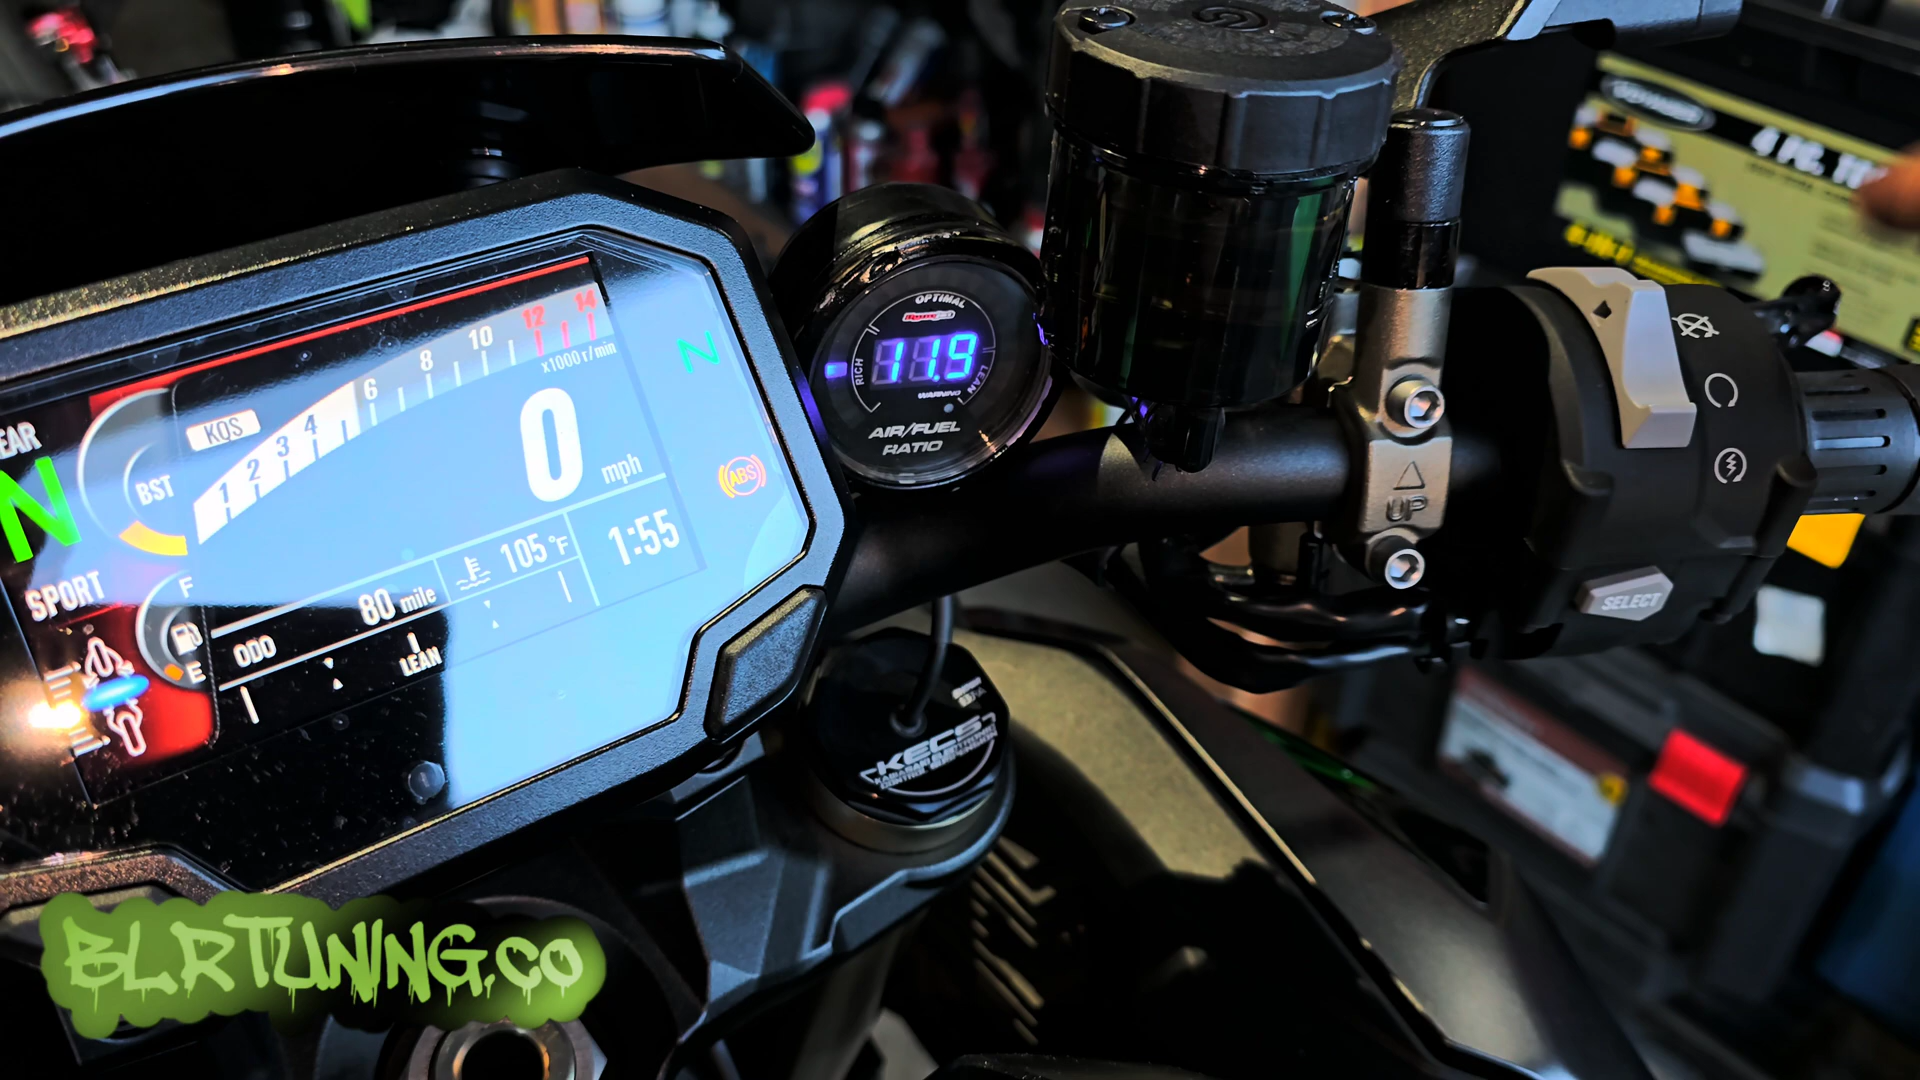 EAR
N
SPORT
KQS
BST
1 2 3 4 6 8 10 12 14
x1000 r/min
0 mph
N
ABS
F
E
80 mile
105 °F
1:55
ODO
LEAN
OPTIMAL
RICH
11.9
LEAN
WARNING
AIR/FUEL
RATIO
UP
SELECT
KECS
4 PC.
BLRTUNING.CO